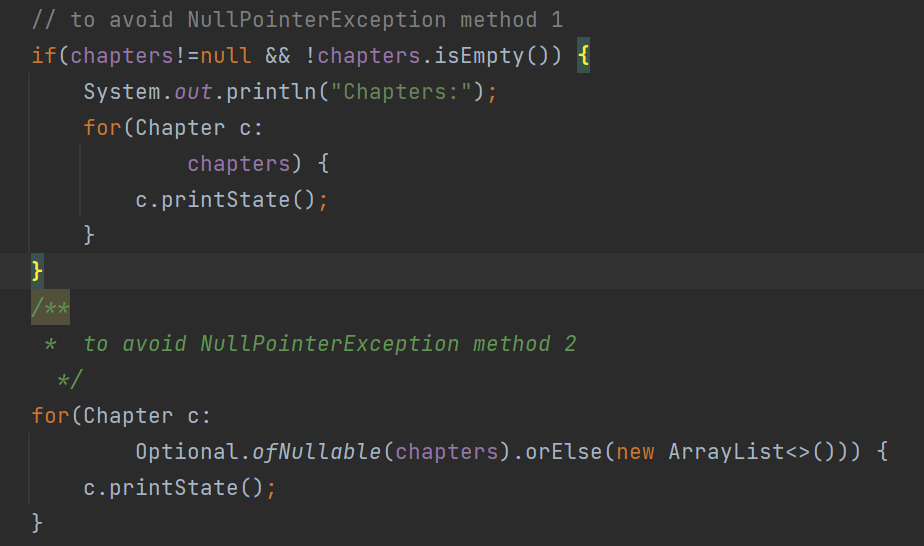 // to avoid NullPointerException method 1
if(chapters!=null && !chapters.isEmpty()) {
    System.out.println("Chapters:");
    for(Chapter c:
            chapters) {
        c.printState();
    }
}
/**
 *  to avoid NullPointerException method 2
  */
for(Chapter c:
        Optional.ofNullable(chapters).orElse(new ArrayList<>())) {
    c.printState();
}